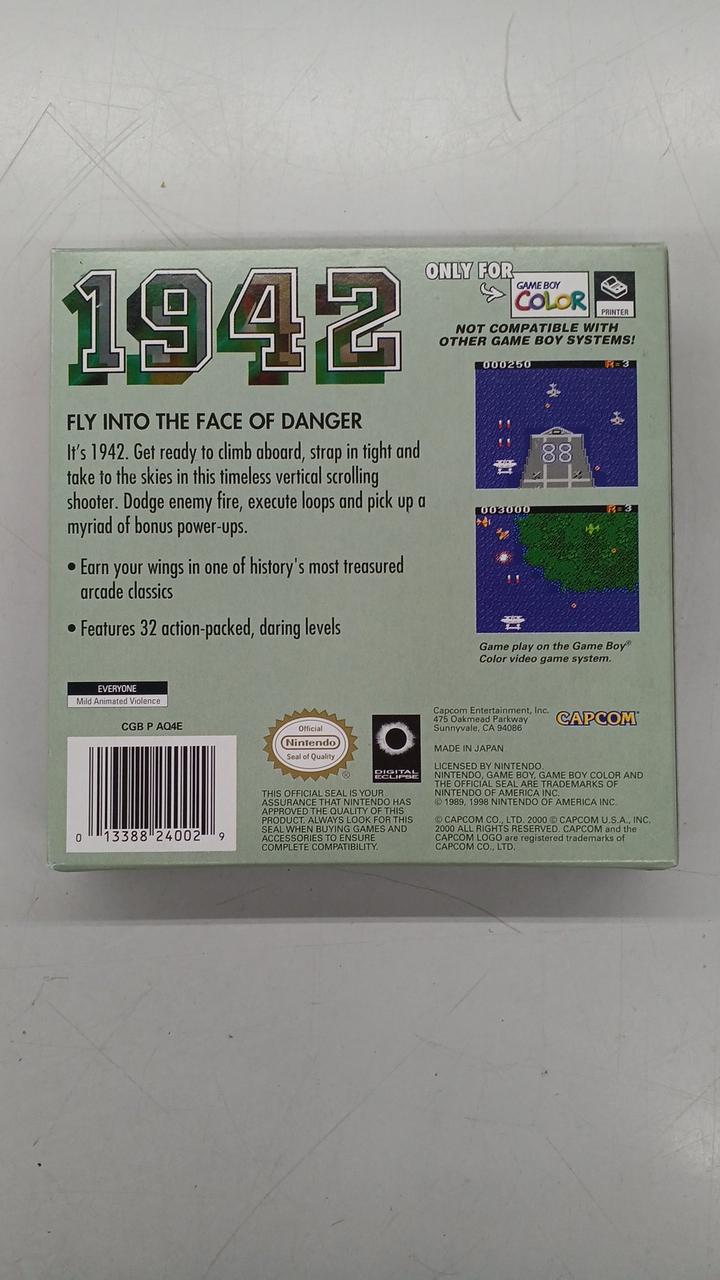 1942
ONLY FOR
GAME BOY
COLOR
PRINTER
NOT COMPATIBLE WITH
OTHER GAME BOY SYSTEMS!
000250 R=3
88
003000 R=3
Game play on the Game Boy®
Color video game system.
FLY INTO THE FACE OF DANGER
It's 1942. Get ready to climb aboard, strap in tight and
take to the skies in this timeless vertical scrolling
shooter. Dodge enemy fire, execute loops and pick up a
myriad of bonus power-ups.
• Earn your wings in one of history's most treasured
arcade classics
• Features 32 action-packed, daring levels
EVERYONE
Mild Animated Violence
CGB P AQ4E
0 13388 24002 9
Official
Nintendo
Seal of Quality
®
THIS OFFICIAL SEAL IS YOUR
ASSURANCE THAT NINTENDO HAS
APPROVED THE QUALITY OF THIS
PRODUCT. ALWAYS LOOK FOR THIS
SEAL WHEN BUYING GAMES AND
ACCESSORIES TO ENSURE
COMPLETE COMPATIBILITY.
DIGITAL
ECLIPSE
Capcom Entertainment, Inc.
475 Oakmead Parkway
Sunnyvale, CA 94086
CAPCOM
MADE IN JAPAN
LICENSED BY NINTENDO.
NINTENDO, GAME BOY, GAME BOY COLOR AND
THE OFFICIAL SEAL ARE TRADEMARKS OF
NINTENDO OF AMERICA INC.
© 1989, 1998 NINTENDO OF AMERICA INC.
© CAPCOM CO., LTD. 2000 © CAPCOM U.S.A., INC.
2000 ALL RIGHTS RESERVED. CAPCOM and the
CAPCOM LOGO are registered trademarks of
CAPCOM CO., LTD.